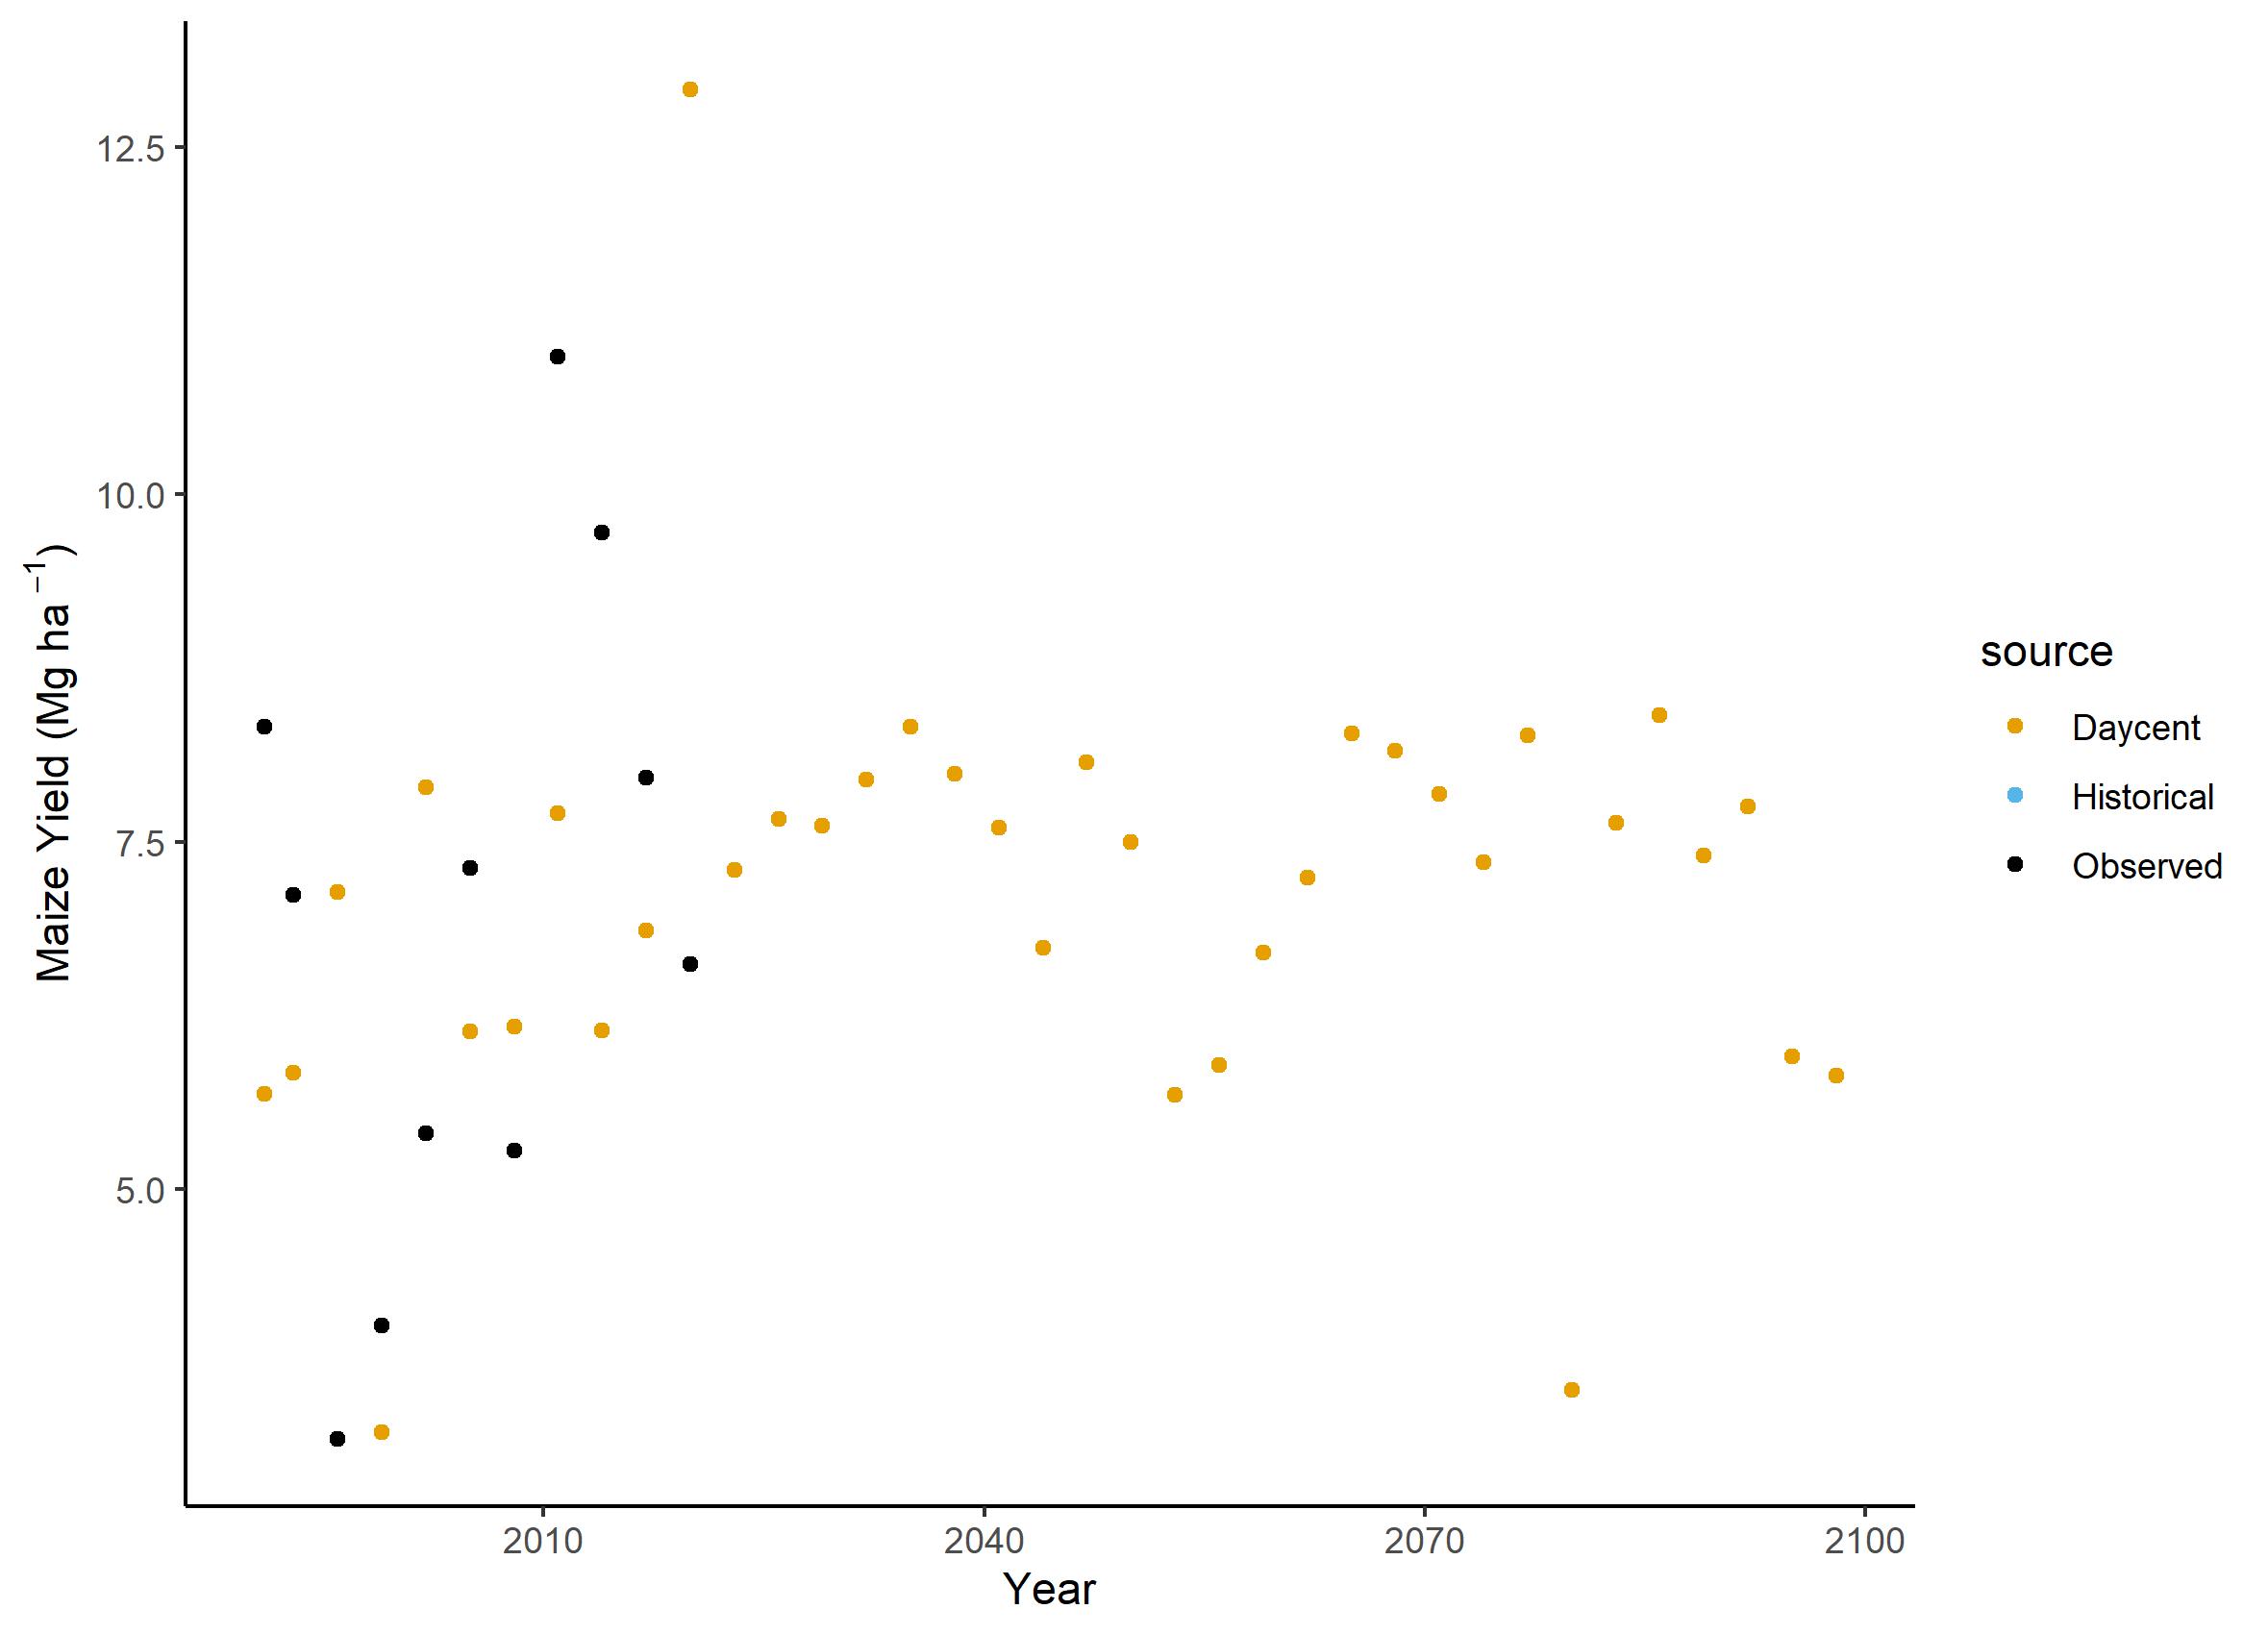 Maize Yield (Mg ha⁻¹)
12.5
10.0
7.5
5.0
2010
2040
2070
2100
Year
source
Daycent
Historical
Observed